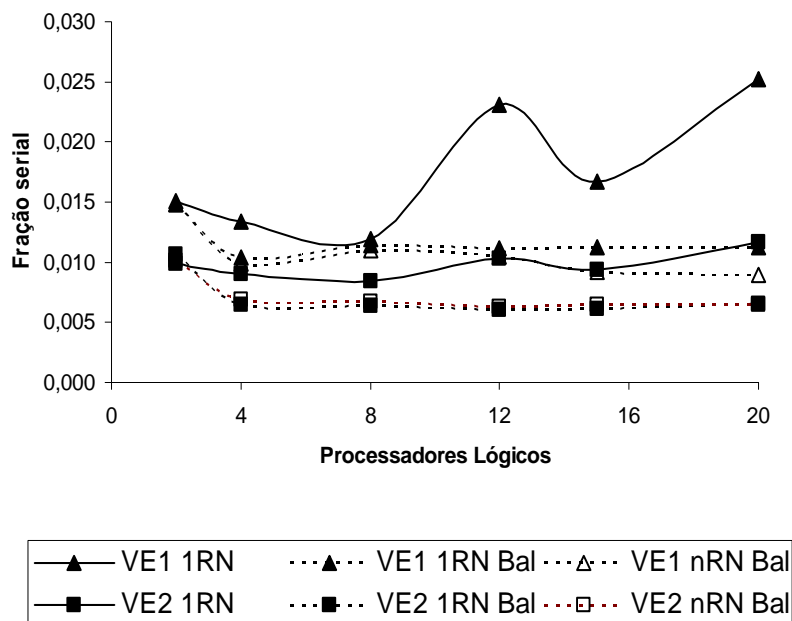 0,030
0,025
0,020
0,015
0,010
0,005
0,000
Fração serial
0 4 8 12 16 20
Processadores Lógicos
VE1 1RN VE1 1RN Bal VE1 nRN Bal
VE2 1RN VE2 1RN Bal VE2 nRN Bal